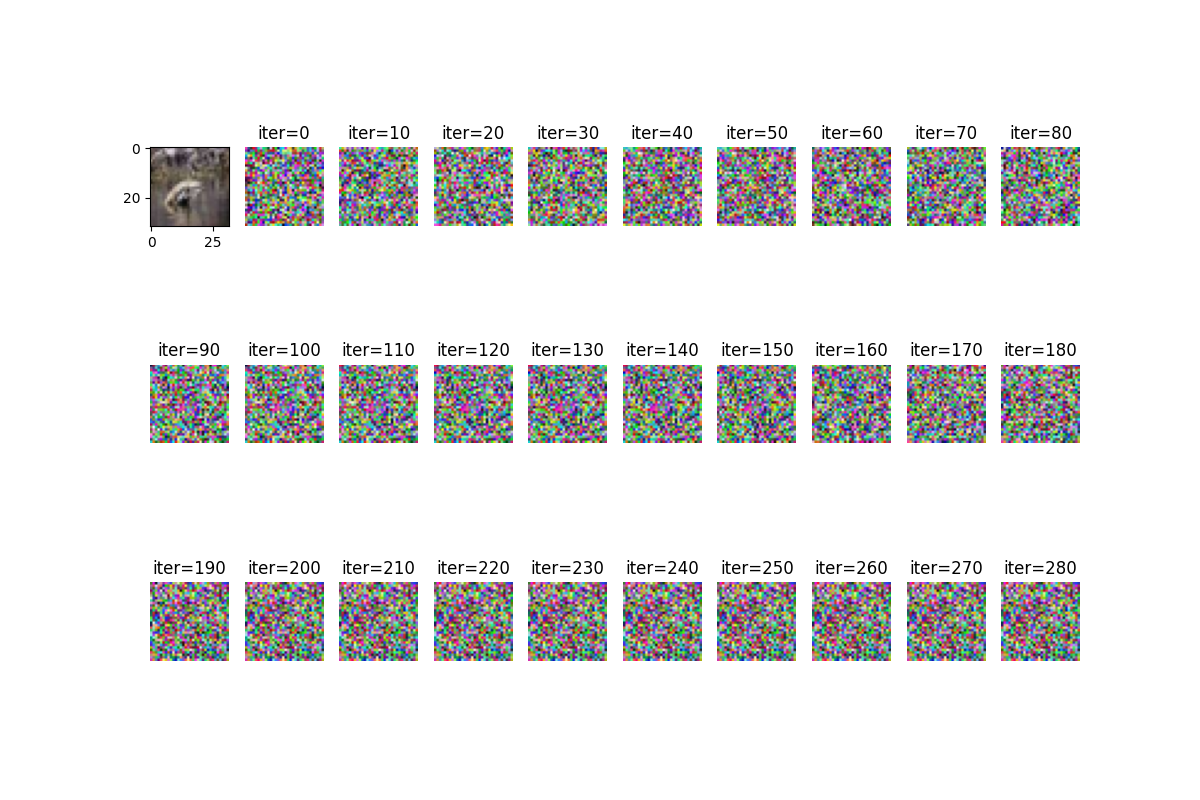 iter=0 iter=10 iter=20 iter=30 iter=40 iter=50 iter=60 iter=70 iter=80
0
20
0 25
iter=90 iter=100 iter=110 iter=120 iter=130 iter=140 iter=150 iter=160 iter=170 iter=180
iter=190 iter=200 iter=210 iter=220 iter=230 iter=240 iter=250 iter=260 iter=270 iter=280